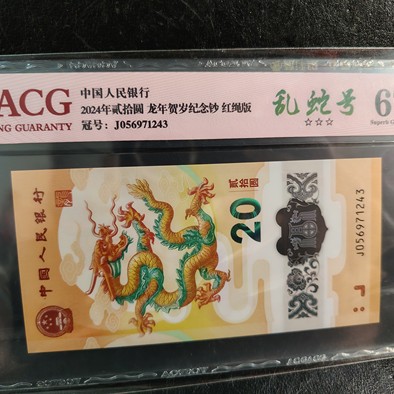 ACG
NG GUARANTY
中国人民银行
2024年贰拾圆 龙年贺岁纪念钞 红绳版
冠号: J056971243
乱蛇号
☆☆☆
6
Superb G
中国人民银行
贰拾圆
20
J056971243